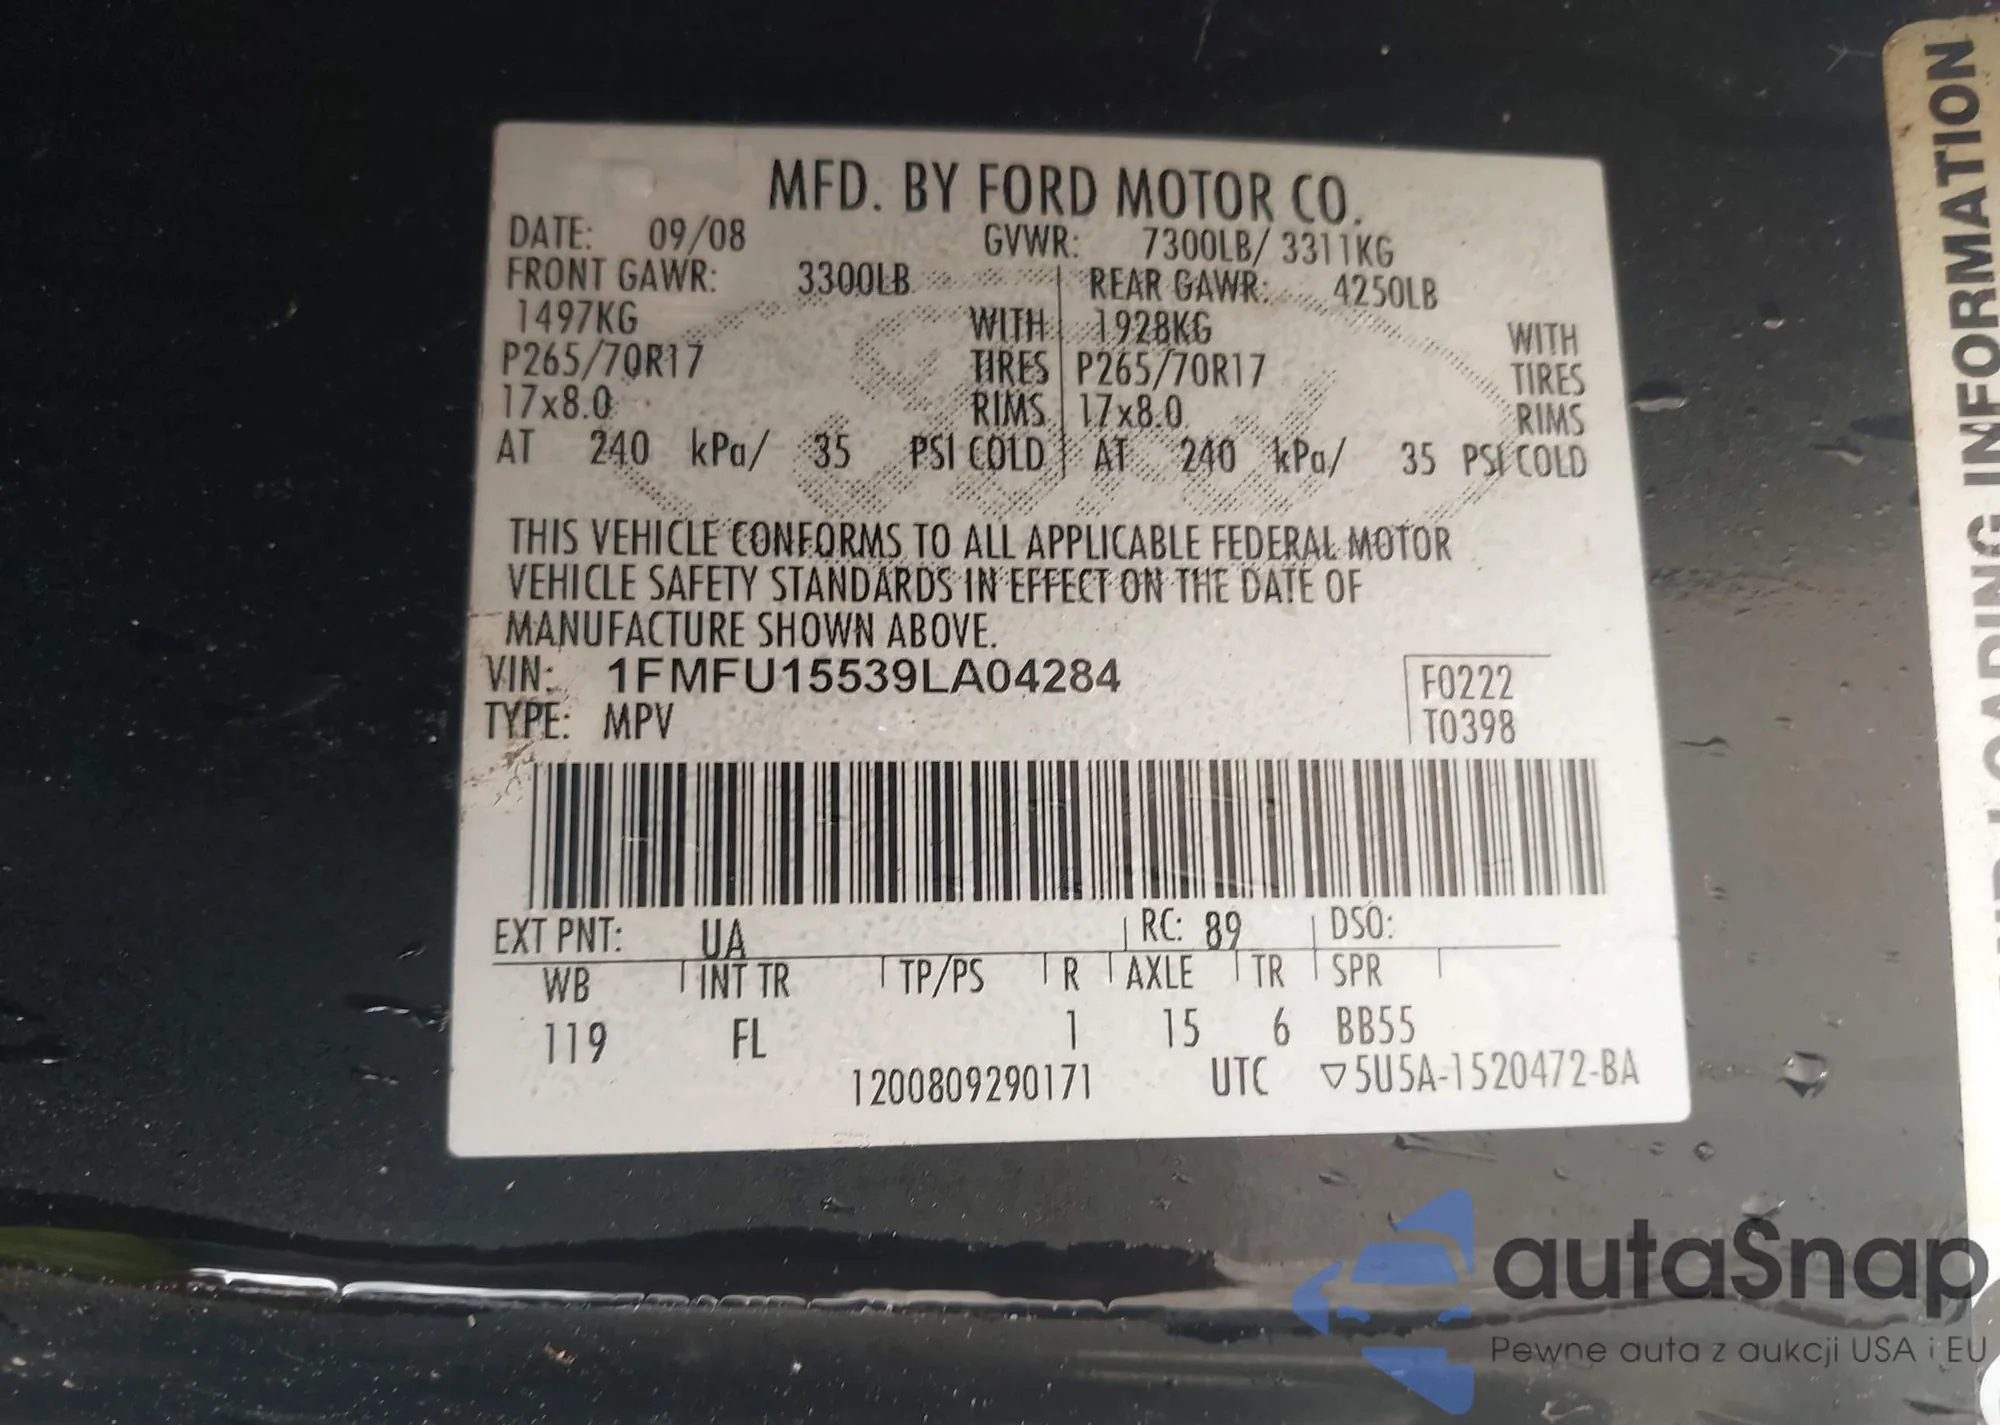 MFD. BY FORD MOTOR CO.
DATE: 09/08 GVWR: 7300LB/ 3311KG
FRONT GAWR: 3300LB REAR GAWR: 4250LB
1497KG WITH 1928KG WITH
P265/70R17 TIRES P265/70R17 TIRES
17x8.0 RIMS 17x8.0 RIMS
AT 240 kPa/ 35 PSI COLD AT 240 kPa/ 35 PSI COLD
THIS VEHICLE CONFORMS TO ALL APPLICABLE FEDERAL MOTOR
VEHICLE SAFETY STANDARDS IN EFFECT ON THE DATE OF
MANUFACTURE SHOWN ABOVE.
VIN: 1FMFU15539LA04284 F0222
TYPE: MPV T0398
EXT PNT: UA RC: 89 DSO:
WB INT TR TP/PS R AXLE TR SPR
119 FL 1 15 6 BB55
1200809290171 UTC ▽5U5A-1520472-BA
INFORMATION
autaSnap
Pewne auta z aukcji USA i EU